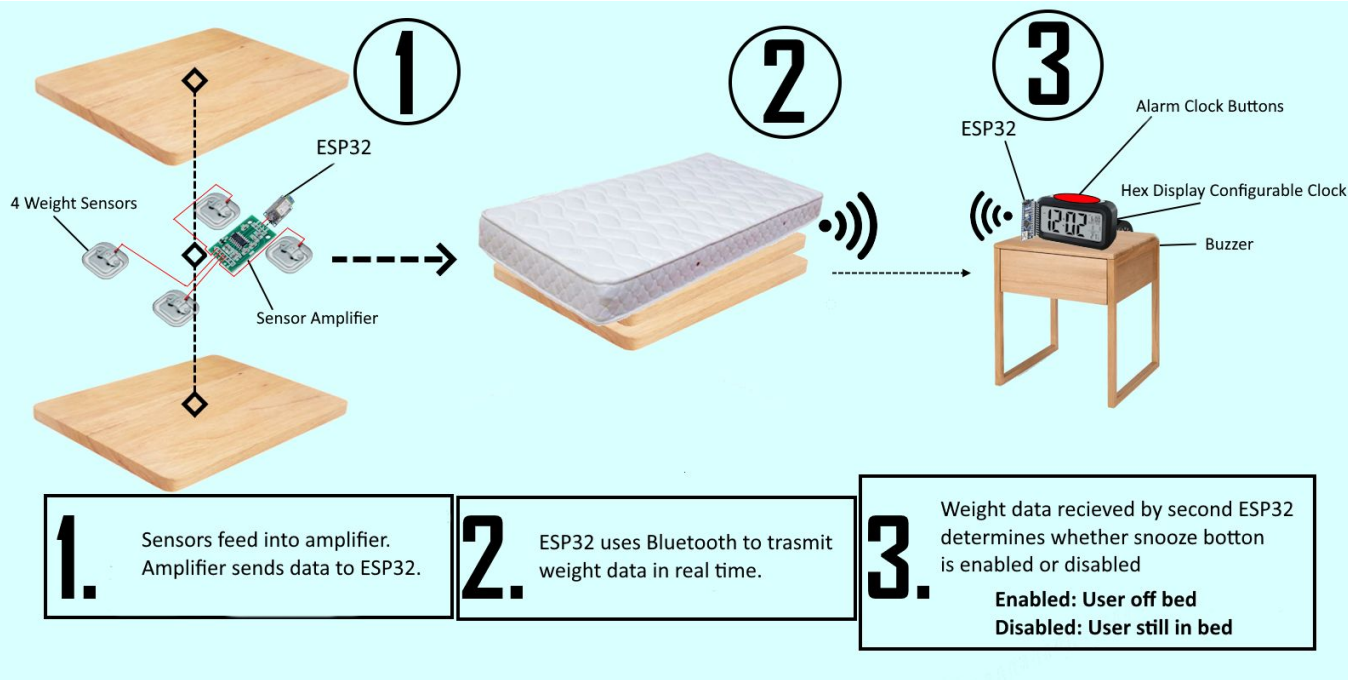 1
2
3
ESP32
4 Weight Sensors
Sensor Amplifier
ESP32
Alarm Clock Buttons
Hex Display Configurable Clock
Buzzer
12:02
1.
Sensors feed into amplifier.
Amplifier sends data to ESP32.
2.
ESP32 uses Bluetooth to trasmit
weight data in real time.
3.
Weight data recieved by second ESP32
determines whether snooze botton
is enabled or disabled
Enabled: User off bed
Disabled: User still in bed